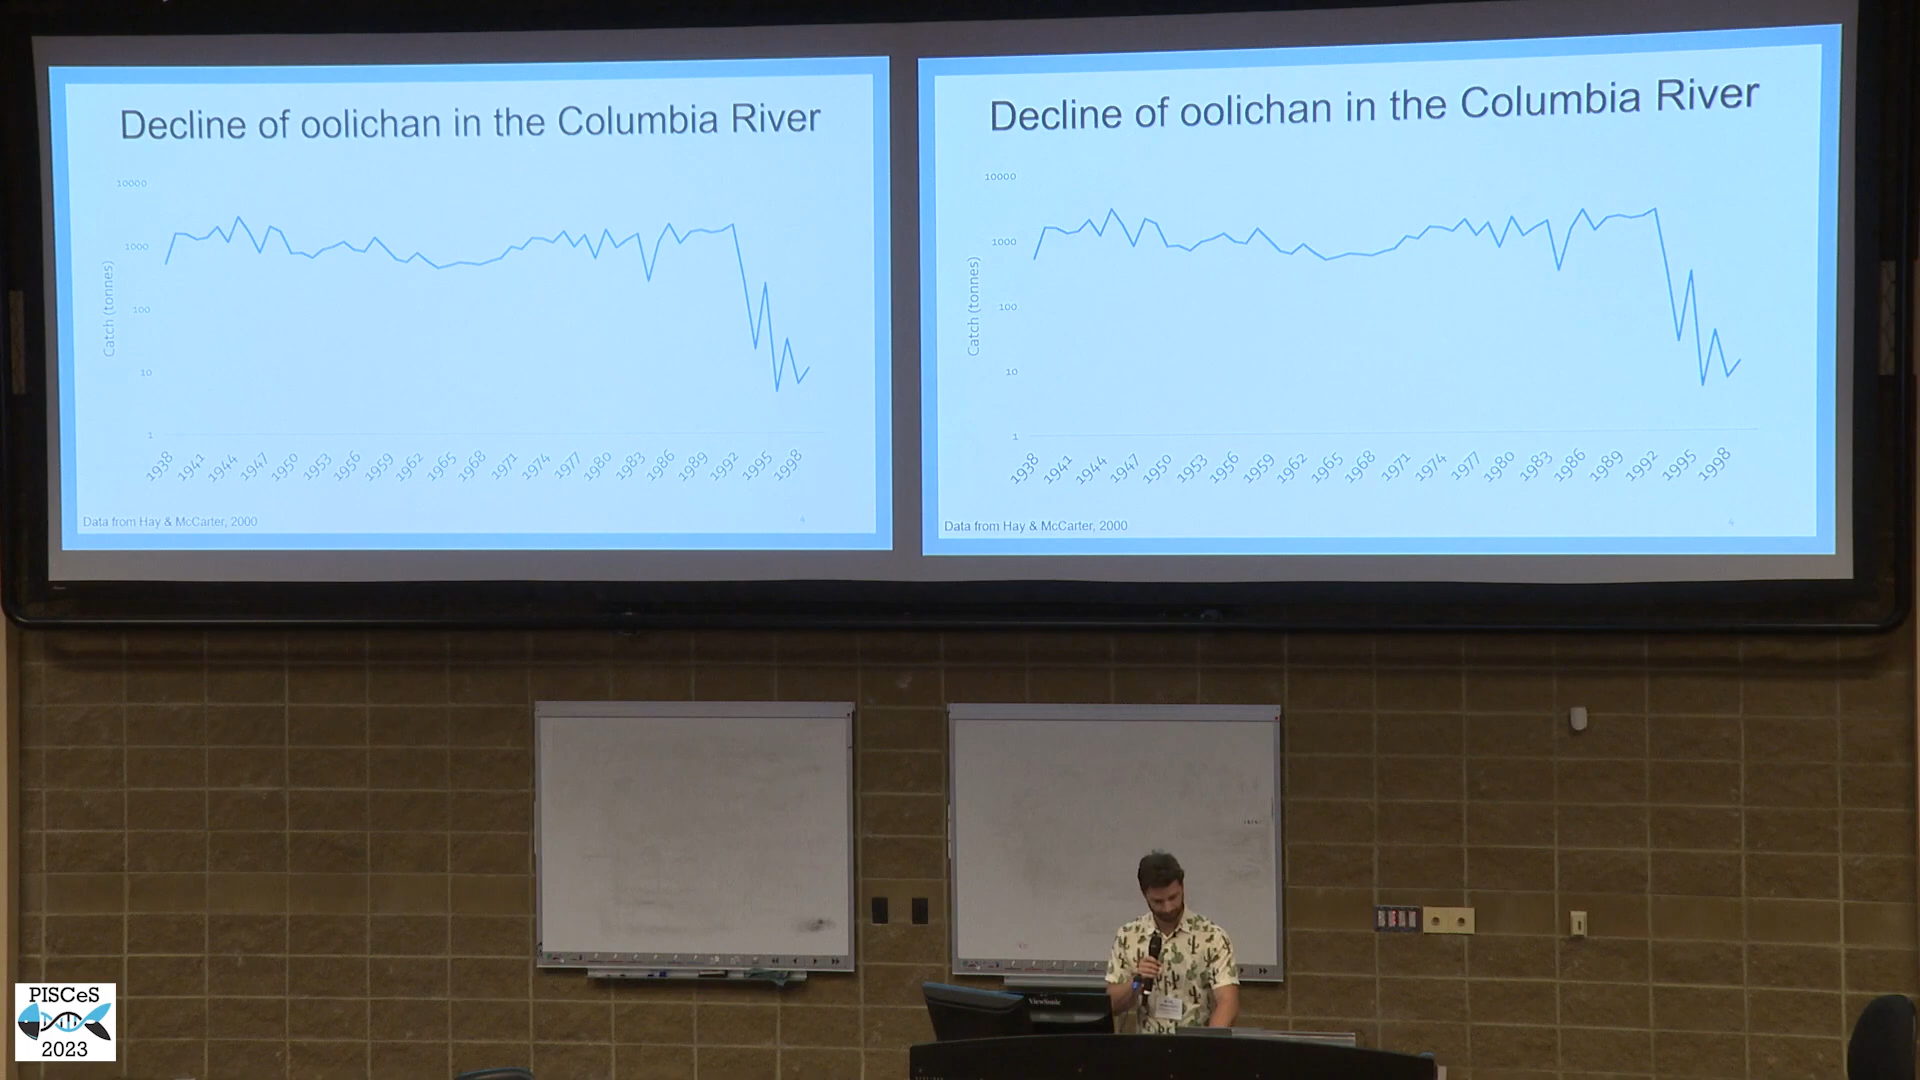 Decline of oolichan in the Columbia River
10000
1000
100
10
1
Catch (tonnes)
1938 1941 1944 1947 1950 1953 1956 1959 1962 1965 1968 1971 1974 1977 1980 1983 1986 1989 1992 1995 1998
Data from Hay & McCarter, 2000
4
Decline of oolichan in the Columbia River
10000
1000
100
10
1
Catch (tonnes)
1938 1941 1944 1947 1950 1953 1956 1959 1962 1965 1968 1971 1974 1977 1980 1983 1986 1989 1992 1995 1998
Data from Hay & McCarter, 2000
4
ViewSonic
PISCeS
2023